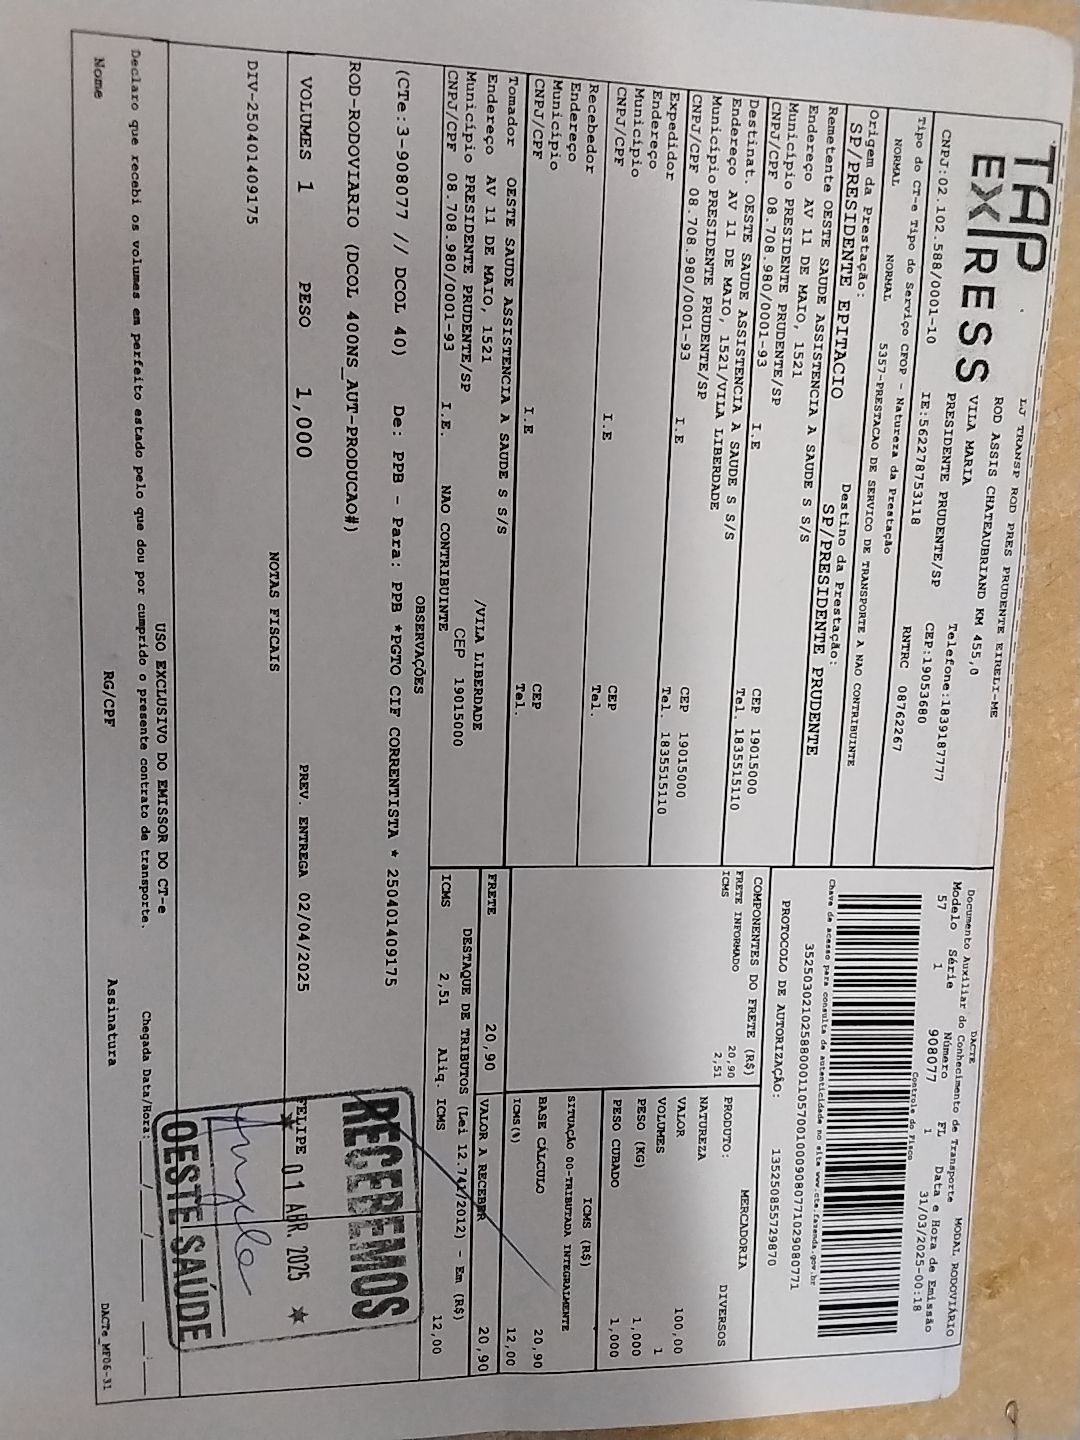 TAP EXPRESS
LJ TRANSP ROD PRES PRUDENTE EIRELI-ME
ROD ASSIS CHATEAUBRIAND KM 455,0
VILA MARIA Telefone:1839187777
PRESIDENTE PRUDENTE/SP CEP:19053680
CNPJ:02.102.588/0001-10 IE:562278753118 RNTRC 08762267
Tipo do CT-e Tipo do Serviço CFOP - Natureza da Prestação
NORMAL NORMAL 5357-PRESTACAO DE SERVICO DE TRANSPORTE A NAO CONTRIBUINTE
Origem da Prestação: Destino da Prestação:
SP/PRESIDENTE EPITACIO SP/PRESIDENTE PRUDENTE
Remetente OESTE SAUDE ASSISTENCIA A SAUDE S S/S
Endereço AV 11 DE MAIO, 1521
Município PRESIDENTE PRUDENTE/SP CEP 19015000
CNPJ/CPF 08.708.980/0001-93 I.E Tel. 1835515110
Destinat. OESTE SAUDE ASSISTENCIA A SAUDE S S/S
Endereço AV 11 DE MAIO, 1521/VILA LIBERDADE
Município PRESIDENTE PRUDENTE/SP CEP 19015000
CNPJ/CPF 08.708.980/0001-93 I.E Tel. 1835515110
Expedidor
Endereço
Município CEP
CNPJ/CPF I.E Tel.
Recebedor
Endereço
Município CEP
CNPJ/CPF I.E Tel.
Tomador OESTE SAUDE ASSISTENCIA A SAUDE S S/S
Endereço AV 11 DE MAIO, 1521 /VILA LIBERDADE
Município PRESIDENTE PRUDENTE/SP CEP 19015000
CNPJ/CPF 08.708.980/0001-93 I.E. NAO CONTRIBUINTE
DACTE MODAL RODOVIÁRIO
Documento Auxiliar do Conhecimento de Transporte
Modelo Série Número FL Data e Hora de Emissão
57 1 908077 1 31/03/2025-00:18
Controle do Fisco
Chave de acesso para consulta de autenticidade no site www.cte.fazenda.gov.br
35250302102588000110570010009080771029080771
PROTOCOLO DE AUTORIZAÇÃO: 135250855729870
COMPONENTES DO FRETE (R$)
FRETE INFORMADO 20,90
ICMS 2,51
MERCADORIA
PRODUTO: DIVERSOS
NATUREZA
VALOR 100,00
VOLUMES 1
PESO (KG) 1,000
PESO CUBADO 1,000
ICMS (R$)
SITUAÇÃO 00-TRIBUTADA INTEGRALMENTE
BASE CÁLCULO 20,90
ICMS(%) 12,00
FRETE 20,90 VALOR A RECEBER 20,90
DESTAQUE DE TRIBUTOS (Lei 12.741/2012) - Em (R$)
ICMS 2,51 Aliq. ICMS 12,00
OBSERVAÇÕES
(CTe:3-908077 // DCOL 40) De: PPB - Para: PPB *PGTO CIF CORRENTISTA * 250401409175
ROD-RODOVIARIO (DCOL 400NS_AUT-PRODUCAO#)
VOLUMES 1 PESO 1,000 PREV. ENTREGA 02/04/2025 FELIPE
NOTAS FISCAIS
DIV-250401409175
RECEBEMOS
01 ABR. 2025
OESTE SAÚDE
USO EXCLUSIVO DO EMISSOR DO CT-e
Declaro que recebi os volumes em perfeito estado pelo que dou por cumprido o presente contrato de transporte. Chegada Data/Hora:___/___/___ ___:___
Nome RG/CPF Assinatura DACTe_MF06-31